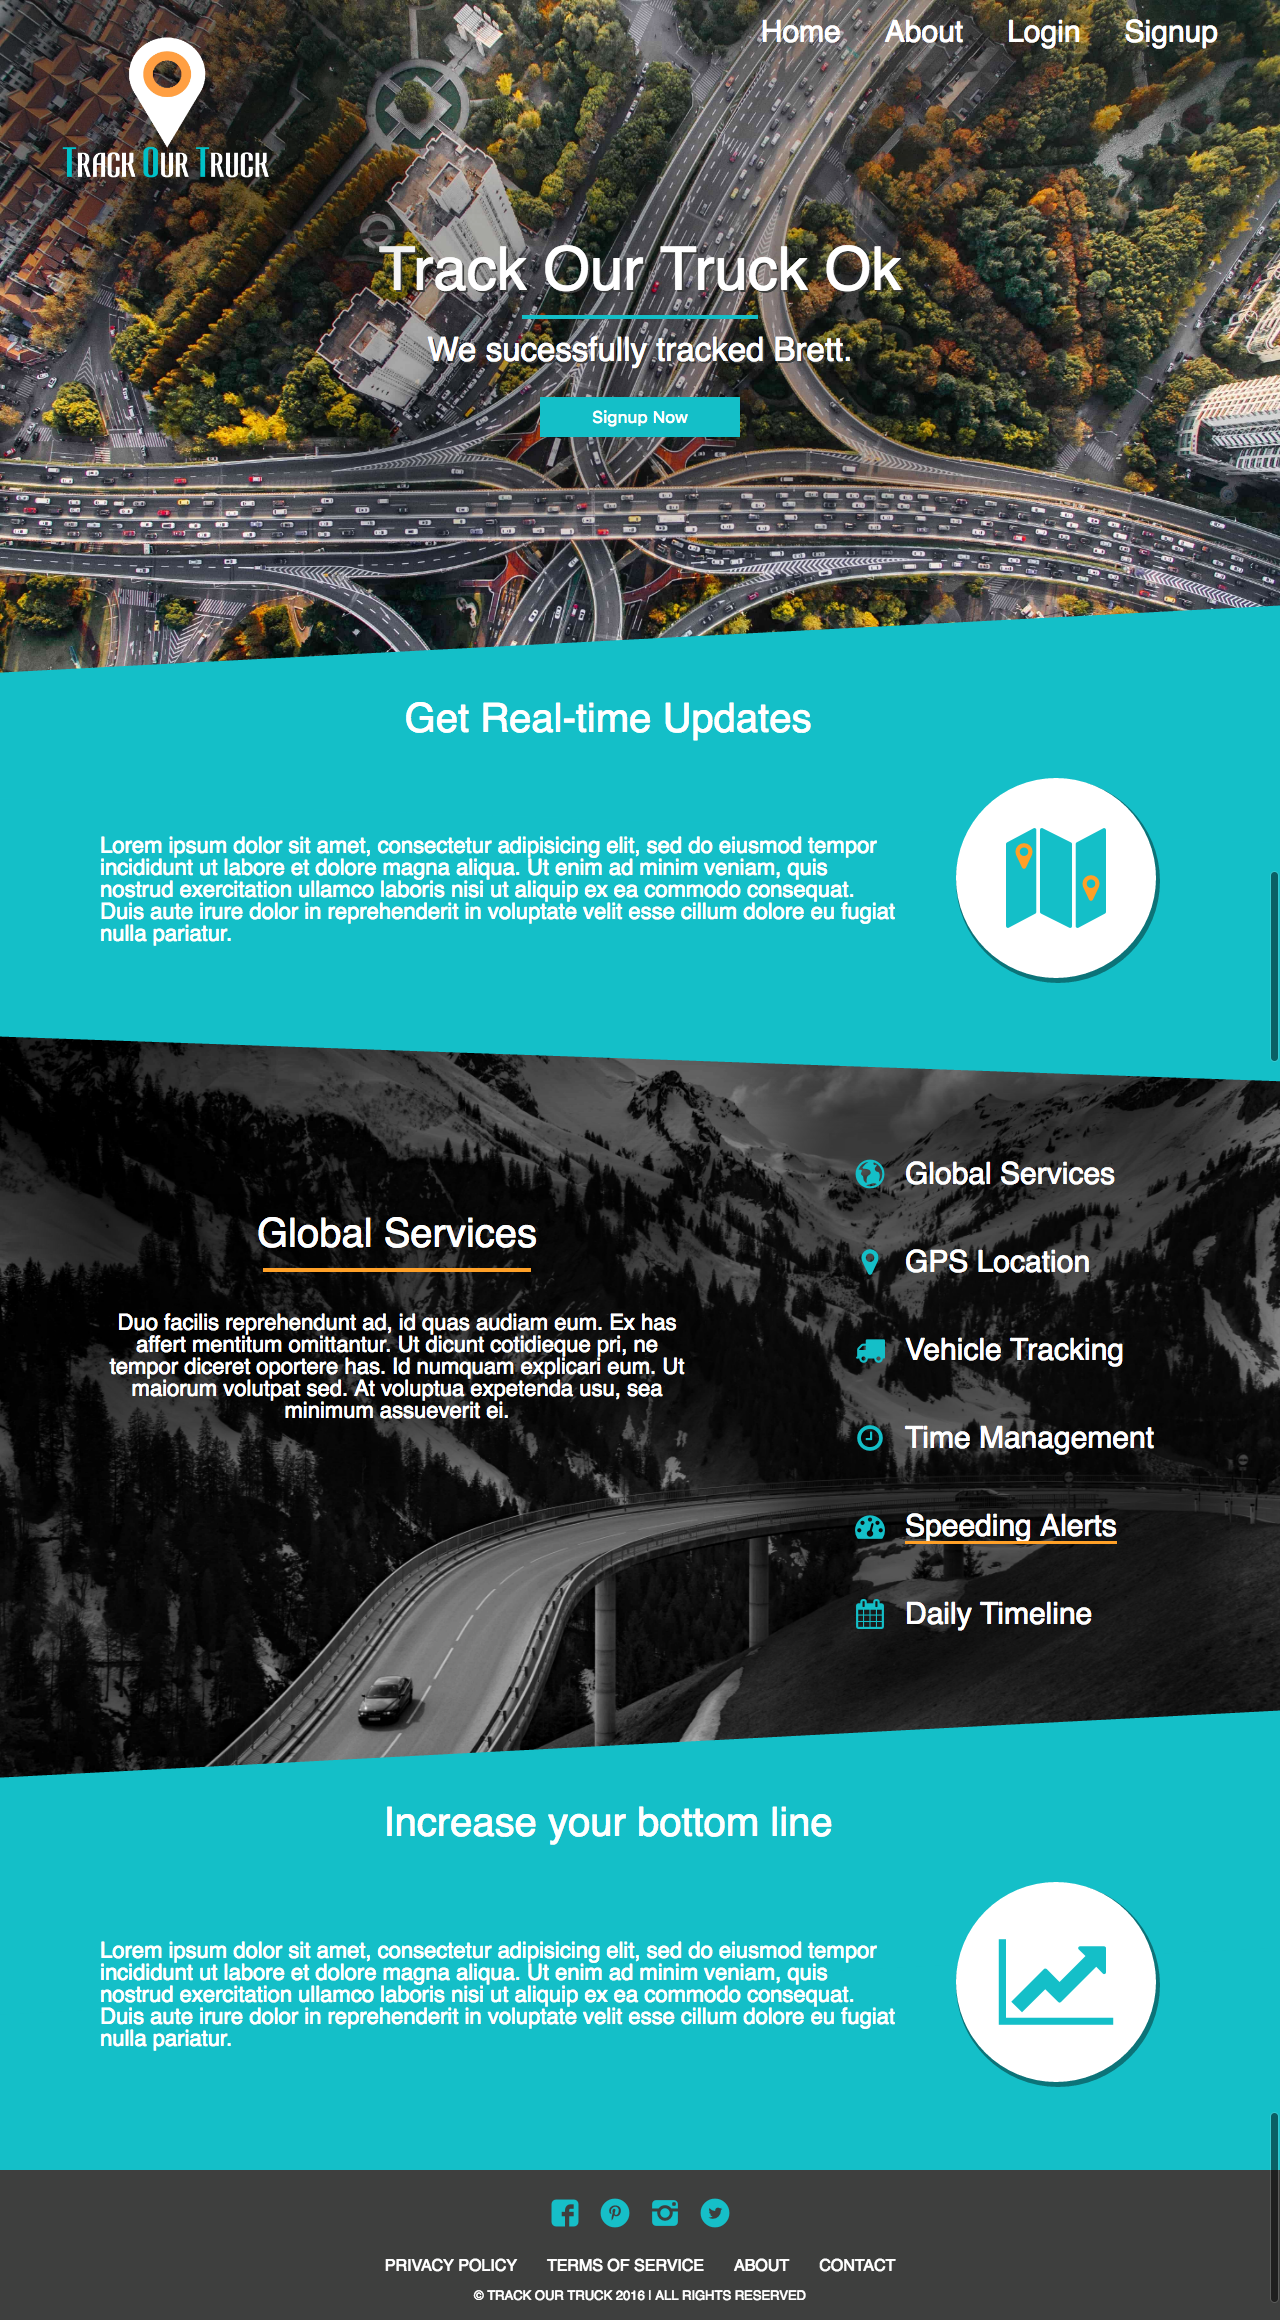 Home About Login Signup
Track Our Truck
Track Our Truck Ok
We sucessfully tracked Brett.
Signup Now
Get Real-time Updates
Lorem ipsum dolor sit amet, consectetur adipisicing elit, sed do eiusmod tempor
incididunt ut labore et dolore magna aliqua. Ut enim ad minim veniam, quis
nostrud exercitation ullamco laboris nisi ut aliquip ex ea commodo consequat.
Duis aute irure dolor in reprehenderit in voluptate velit esse cillum dolore eu fugiat
nulla pariatur.
Global Services
Duo facilis reprehendunt ad, id quas audiam eum. Ex has
affert mentitum omittantur. Ut dicunt cotidieque pri, ne
tempor diceret oportere has. Id numquam explicari eum. Ut
maiorum volutpat sed. At voluptua expetenda usu, sea
minimum assueverit ei.
Global Services
GPS Location
Vehicle Tracking
Time Management
Speeding Alerts
Daily Timeline
Increase your bottom line
Lorem ipsum dolor sit amet, consectetur adipisicing elit, sed do eiusmod tempor
incididunt ut labore et dolore magna aliqua. Ut enim ad minim veniam, quis
nostrud exercitation ullamco laboris nisi ut aliquip ex ea commodo consequat.
Duis aute irure dolor in reprehenderit in voluptate velit esse cillum dolore eu fugiat
nulla pariatur.
PRIVACY POLICY TERMS OF SERVICE ABOUT CONTACT
© TRACK OUR TRUCK 2016 | ALL RIGHTS RESERVED